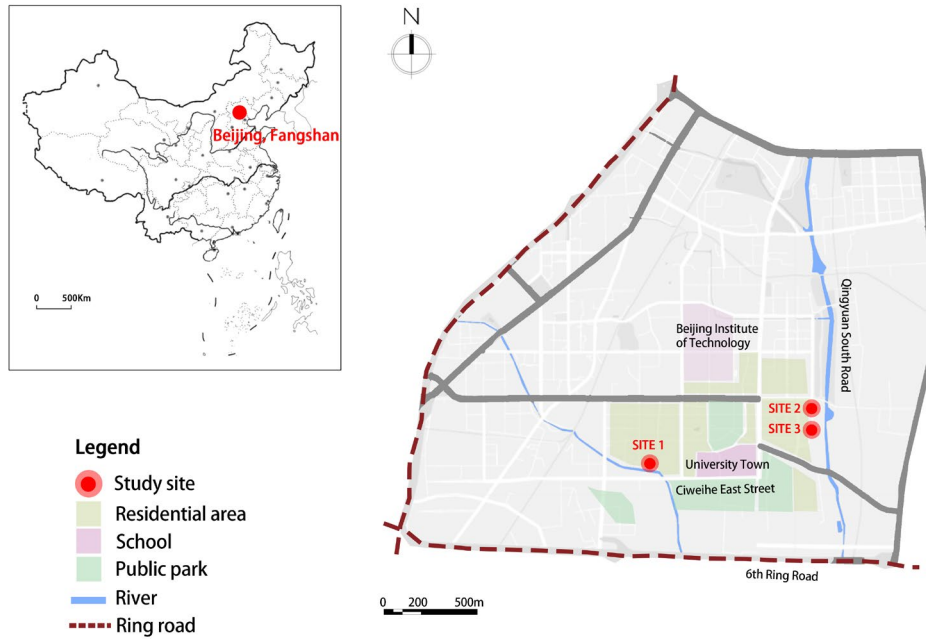 Beijing, Fangshan
0 500Km
N
Beijing Institute
of Technology
Qingyuan South Road
SITE 2
SITE 3
SITE 1
University Town
Ciweihe East Street
6th Ring Road
0 200 500m
Legend
Study site
Residential area
School
Public park
River
Ring road